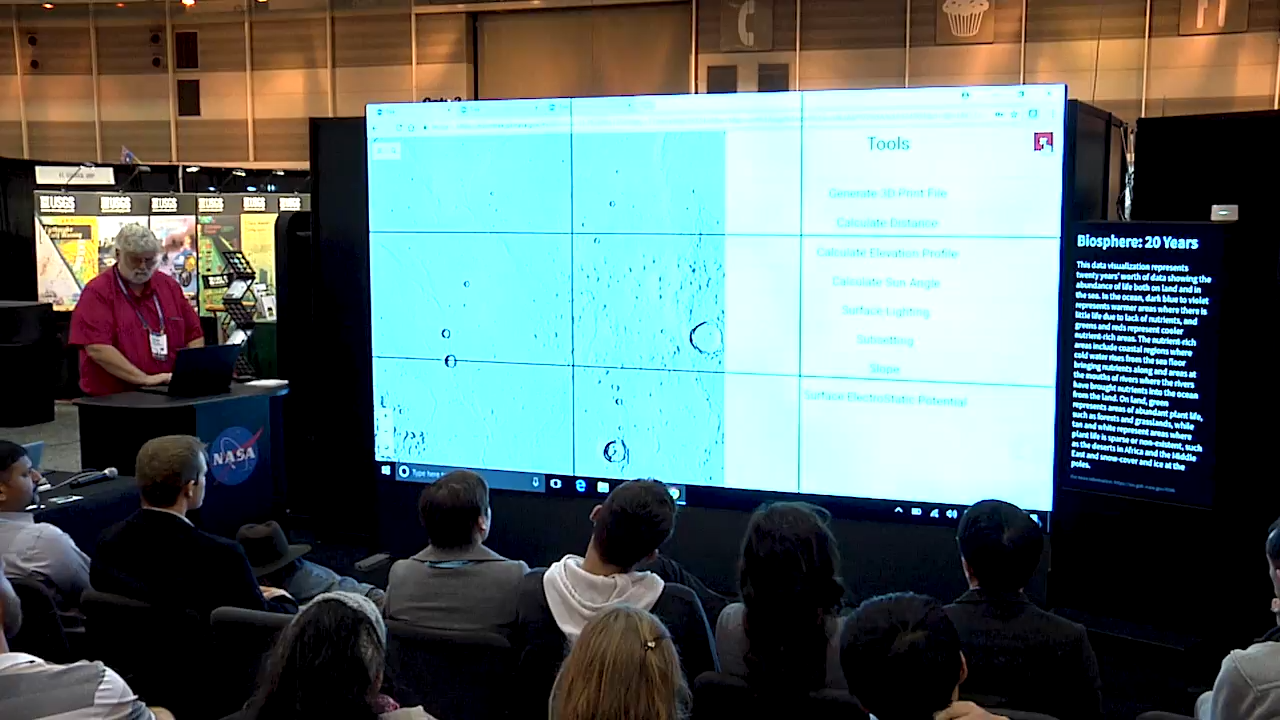 USGS
USGS
USGS
USGS
USGS
NASA
Tools
Generate 3D Print File
Calculate Distance
Calculate Elevation Profile
Calculate Sun Angle
Surface Lighting
Subsetting
Slope
Surface Electrostatic Potential
Type here
Biosphere: 20 Years
This data visualization represents
twenty years' worth of data showing the
abundance of life both on land and in
the sea. In the ocean, dark blue to violet
represents warmer areas where there is
little life due to lack of nutrients, and
greens and reds represent cooler
nutrient-rich areas. The nutrient-rich
areas include coastal regions where
cold water rises from the sea floor
bringing nutrients along and areas at
the mouths of rivers where the rivers
have brought nutrients into the ocean
from the land. On land, green
represents areas of abundant plant life,
such as forests and grasslands, while
tan and white represent areas where
plant life is sparse or non-existent, such
as the deserts in Africa and the Middle
East and snow-cover and ice at the
poles.